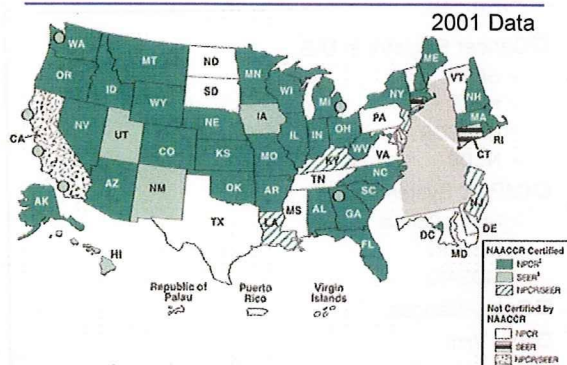 2001 Data
WA
MT
ND
MN
ME
VT
OR
ID
SD
WI
MI
NY
NH
MA
WY
IA
PA
RI
NV
UT
NE
IL
IN
OH
WV
VA
CT
CA
CO
KS
MO
KY
NJ
AZ
NM
OK
AR
TN
NC
SC
MS
AL
GA
DC
DE
MD
AK
TX
LA
FL
HI
Republic of
Palau
Puerto
Rico
Virgin
Islands
NAACCR Certified
NPCR¹
SEER²
NPCR/SEER
Not Certified by
NAACCR
NPCR
SEER
NPCR/SEER